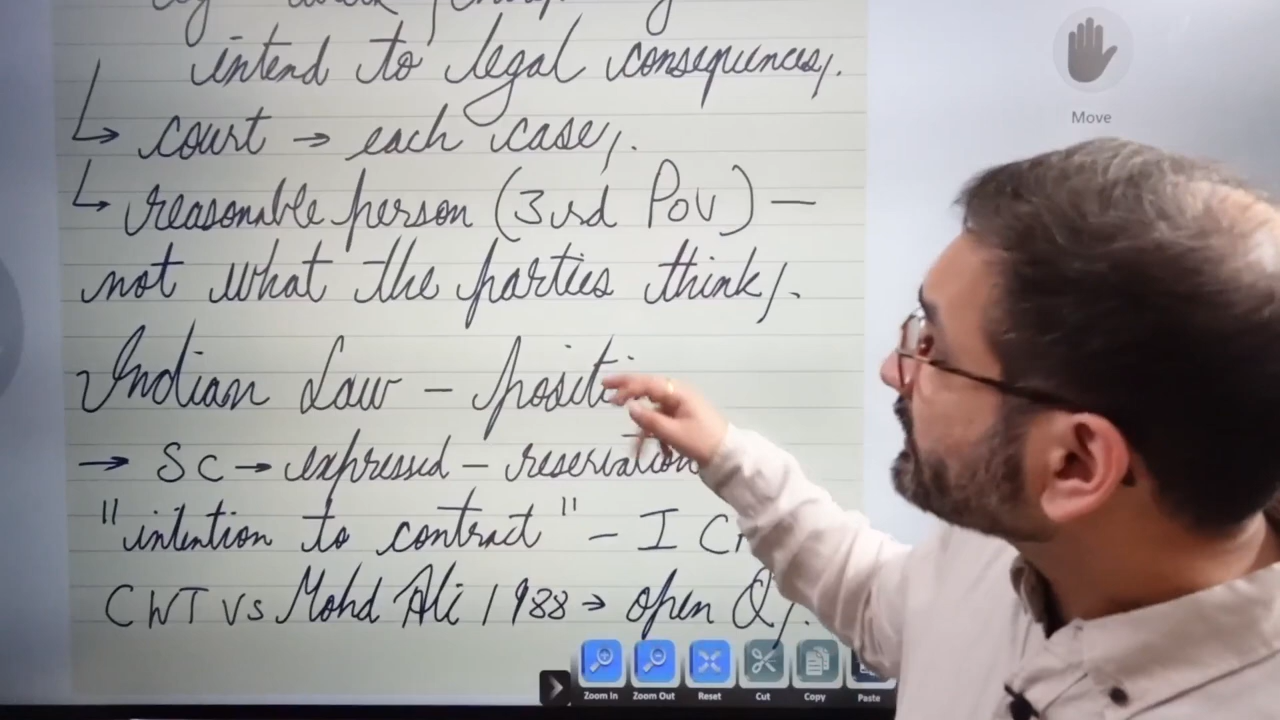 intend to legal consequences,.
court → each case,.
reasonable person (3rd POV) –
not what the parties think,.
Indian Law – positi
→ SC → expressed – reservation
"intention to contract" – I C
CWT vs Mohd Ali 1988 → open Q,.
Move
Zoom In Zoom Out Reset Cut Copy Paste